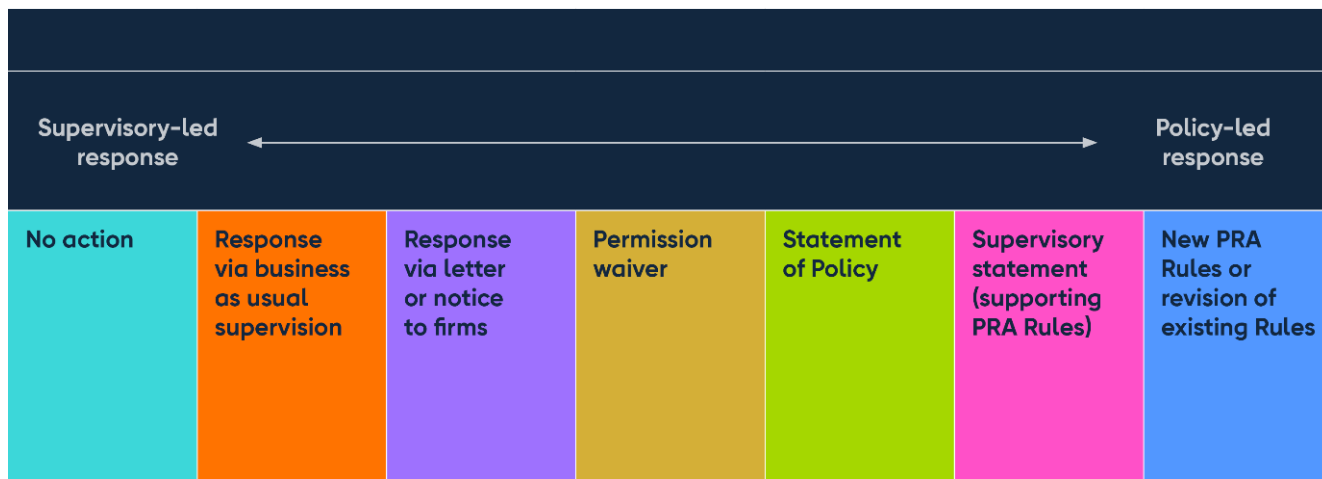 Supervisory-led
response
Policy-led
response
No action
Response
via business
as usual
supervision
Response
via letter
or notice
to firms
Permission
waiver
Statement
of Policy
Supervisory
statement
(supporting
PRA Rules)
New PRA
Rules or
revision of
existing Rules